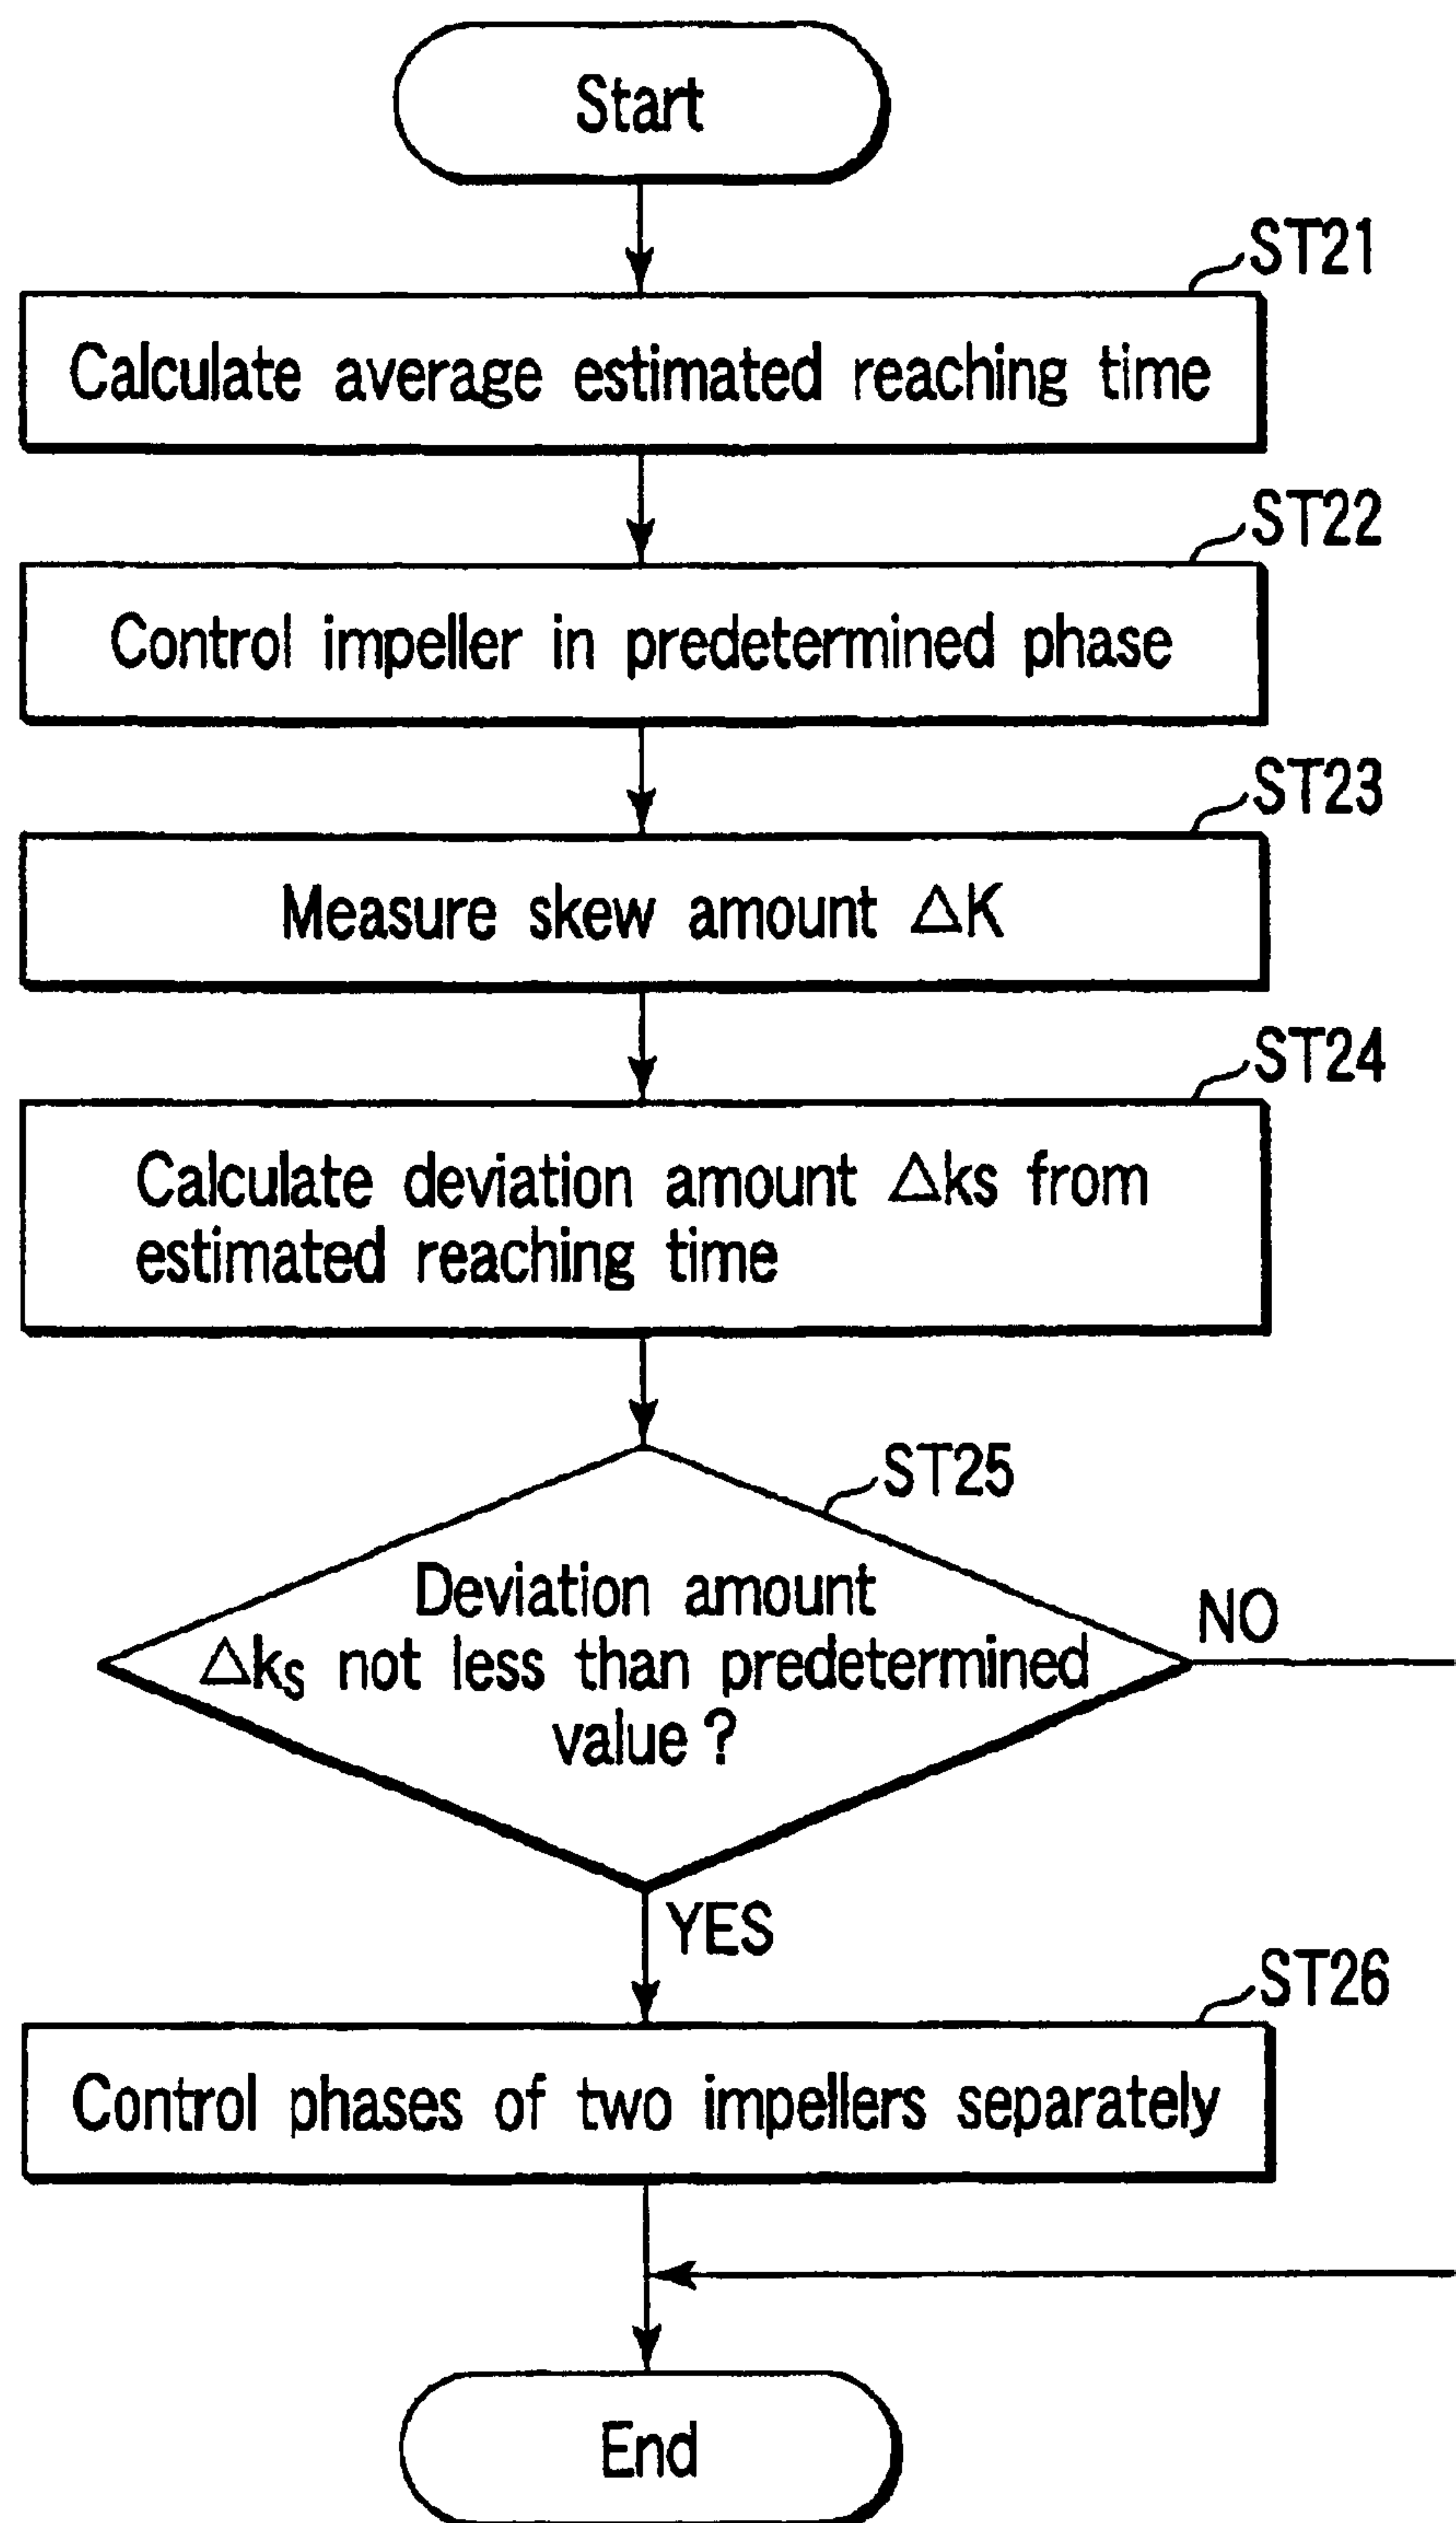 Start
ST21
Calculate average estimated reaching time
ST22
Control impeller in predetermined phase
ST23
Measure skew amount ΔK
ST24
Calculate deviation amount Δks from
estimated reaching time
ST25
Deviation amount
Δks not less than predetermined
value?
NO
YES
ST26
Control phases of two impellers separately
End